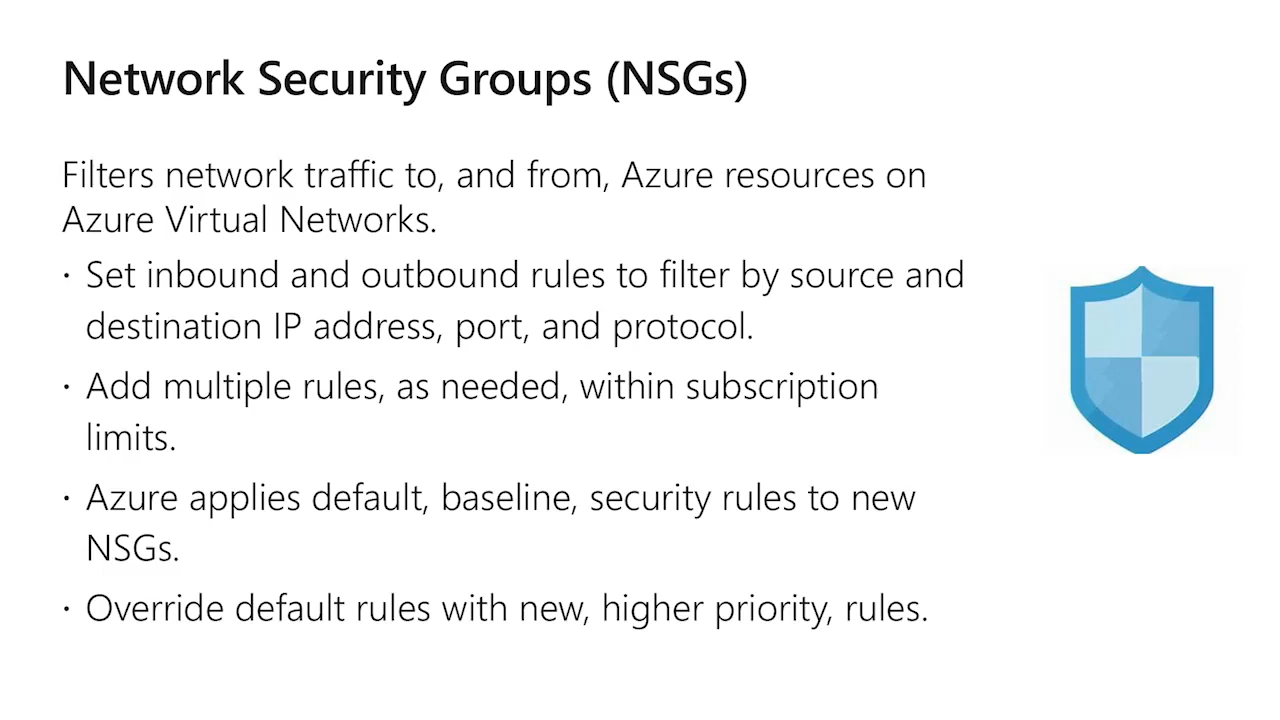 Network Security Groups (NSGs)
Filters network traffic to, and from, Azure resources on
Azure Virtual Networks.
· Set inbound and outbound rules to filter by source and
destination IP address, port, and protocol.
· Add multiple rules, as needed, within subscription
limits.
· Azure applies default, baseline, security rules to new
NSGs.
· Override default rules with new, higher priority, rules.